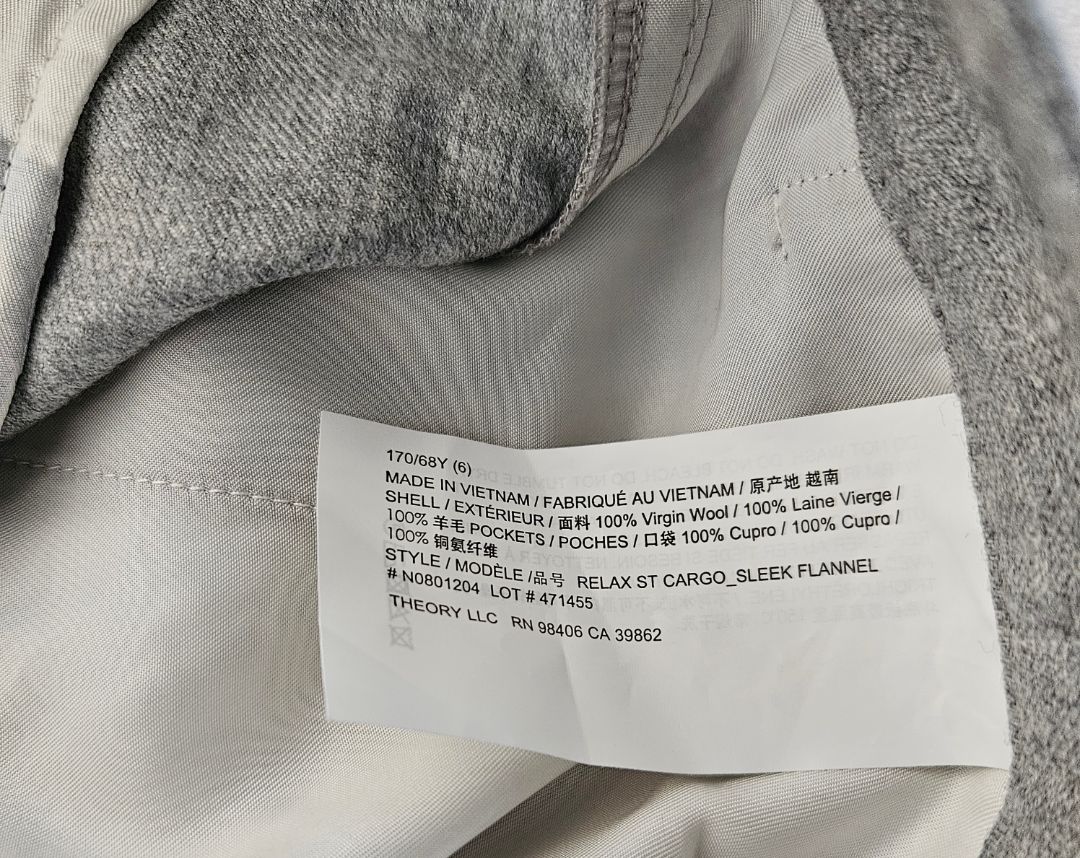 170/68Y (6)
MADE IN VIETNAM / FABRIQUÉ AU VIETNAM / 原产地 越南
SHELL / EXTÉRIEUR / 面料 100% Virgin Wool / 100% Laine Vierge /
100% 羊毛 POCKETS / POCHES / 口袋 100% Cupro / 100% Cupro /
100% 铜氨纤维
STYLE / MODÈLE /品号 RELAX ST CARGO_SLEEK FLANNEL
# N0801204 LOT # 471455
THEORY LLC RN 98406 CA 39862